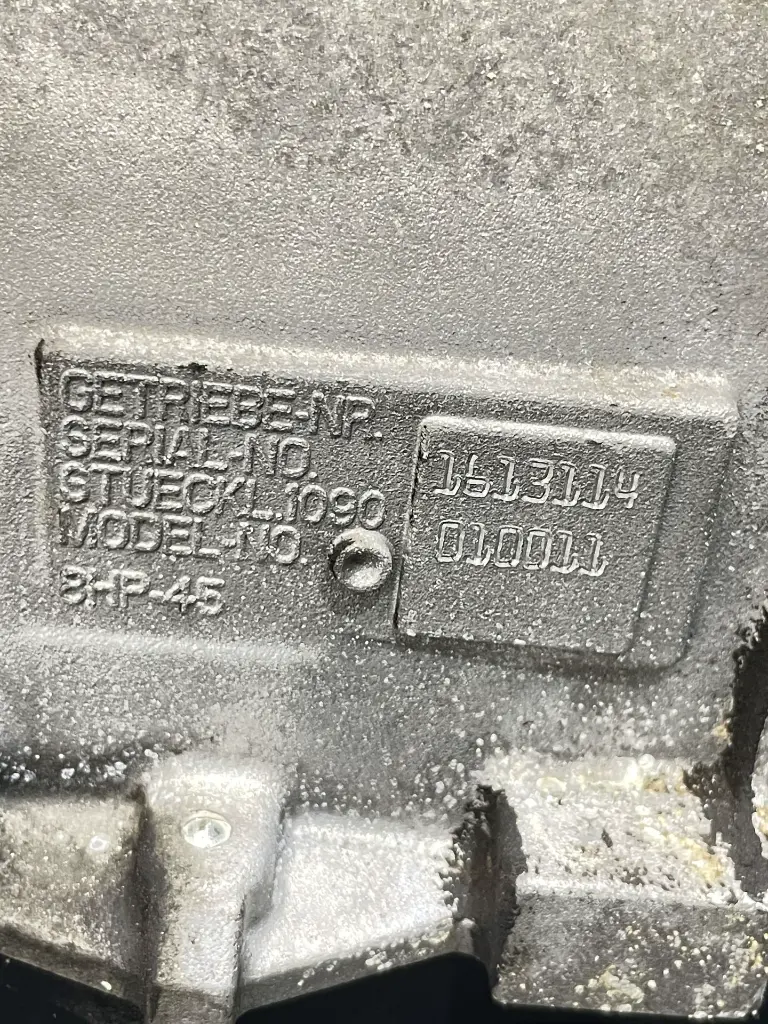 GETRIEBE-NR.
SERIAL-NO.
STUECKL.1090
MODEL-NO.
8HP-45
1613114
010011